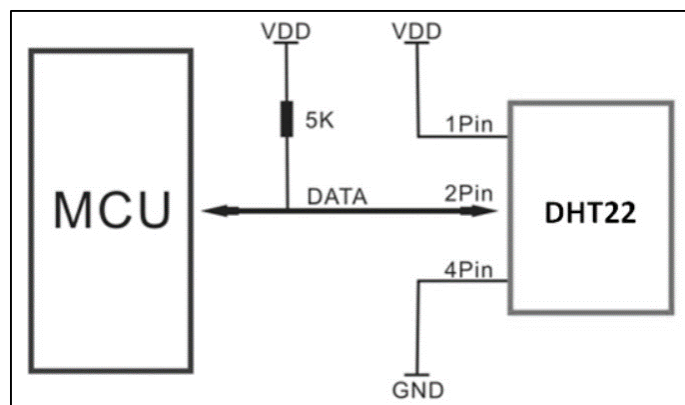 VDD
VDD
5K
1Pin
MCU
DATA
2Pin
DHT22
4Pin
GND